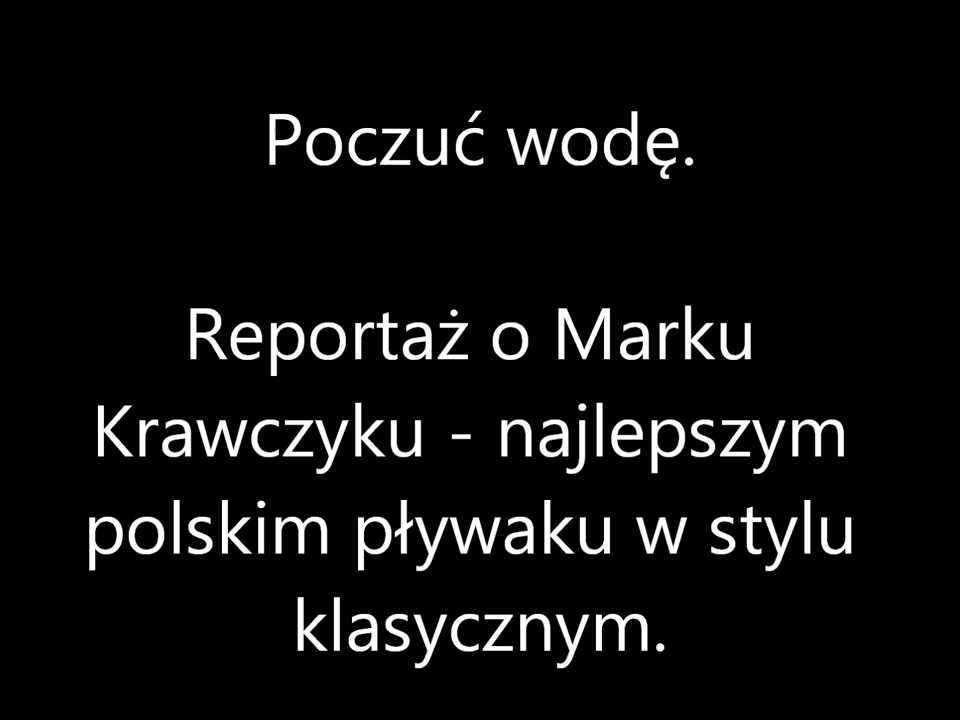 Poczuć wodę.
Reportaż o Marku
Krawczyku - najlepszym
polskim pływaku w stylu
klasycznym.